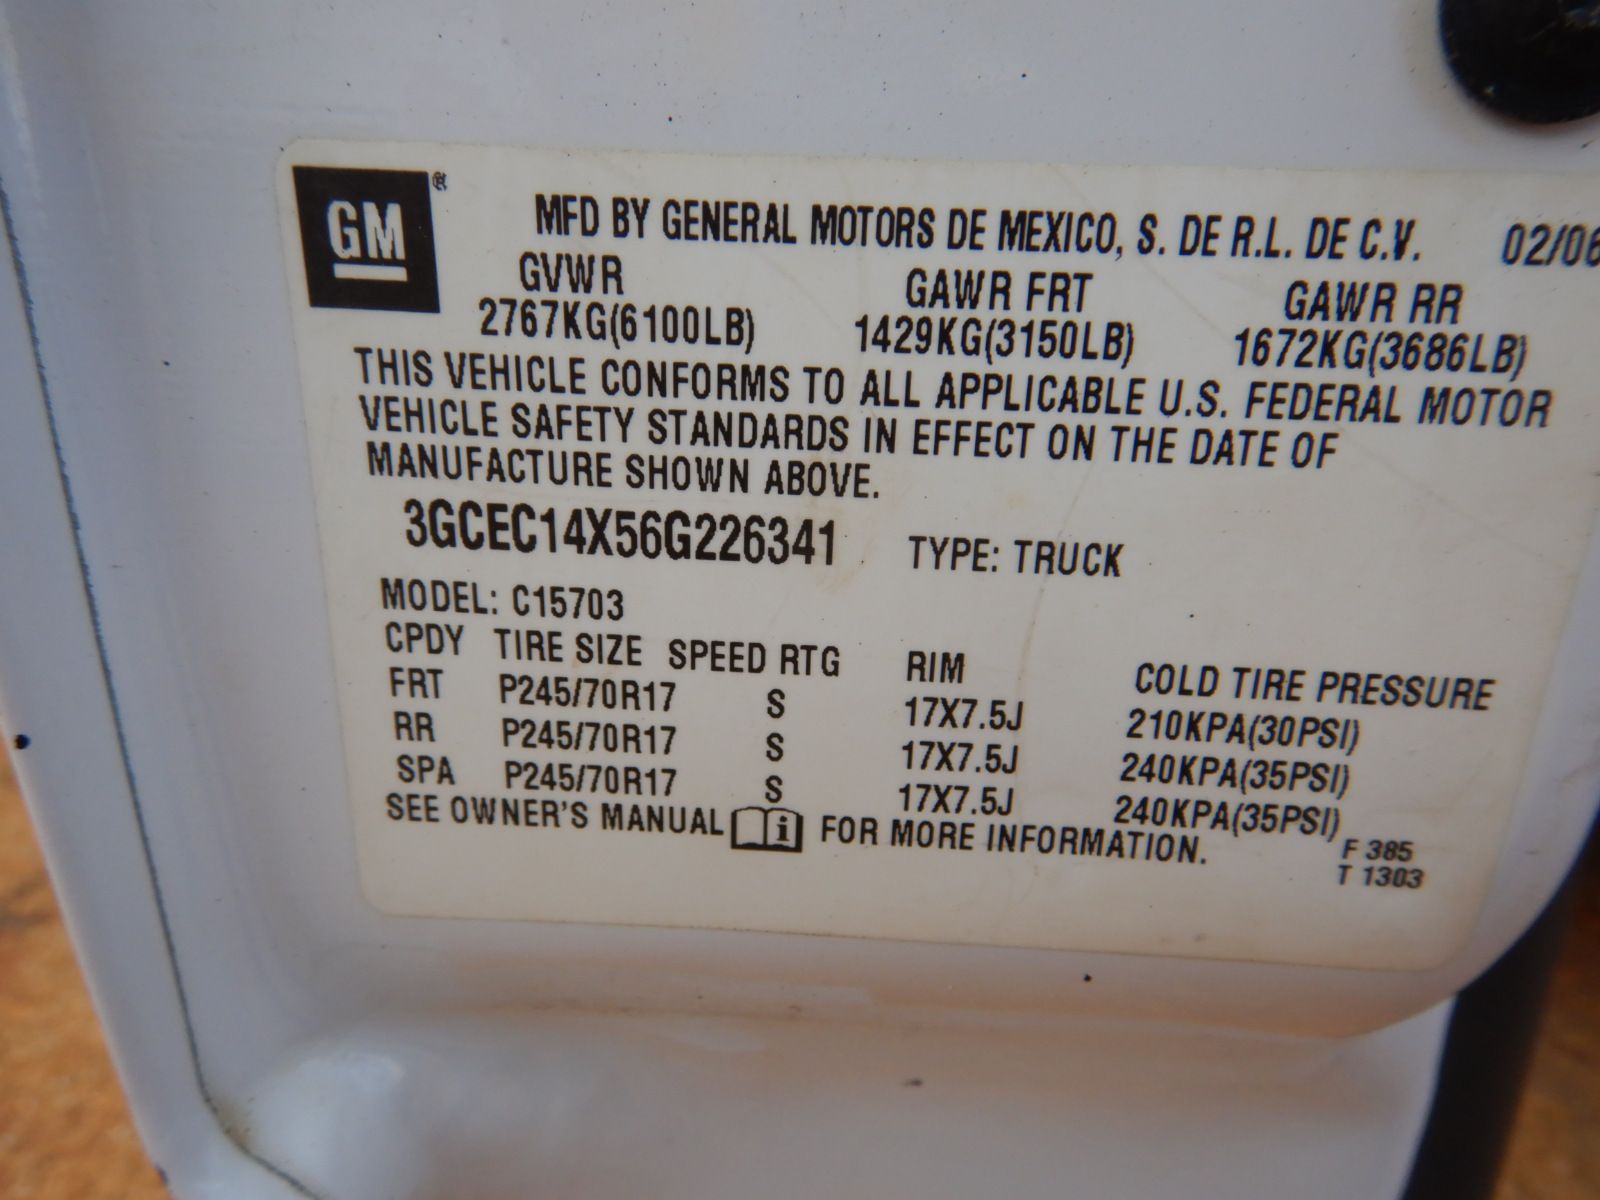 GM®
MFD BY GENERAL MOTORS DE MEXICO, S. DE R.L. DE C.V. 02/06
GVWR GAWR FRT GAWR RR
2767KG(6100LB) 1429KG(3150LB) 1672KG(3686LB)
THIS VEHICLE CONFORMS TO ALL APPLICABLE U.S. FEDERAL MOTOR
VEHICLE SAFETY STANDARDS IN EFFECT ON THE DATE OF
MANUFACTURE SHOWN ABOVE.
3GCEC14X56G226341 TYPE: TRUCK
MODEL: C15703
CPDY TIRE SIZE SPEED RTG RIM COLD TIRE PRESSURE
FRT P245/70R17 S 17X7.5J 210KPA(30PSI)
RR P245/70R17 S 17X7.5J 240KPA(35PSI)
SPA P245/70R17 S 17X7.5J 240KPA(35PSI)
SEE OWNER'S MANUAL i FOR MORE INFORMATION.
F 385
T 1303